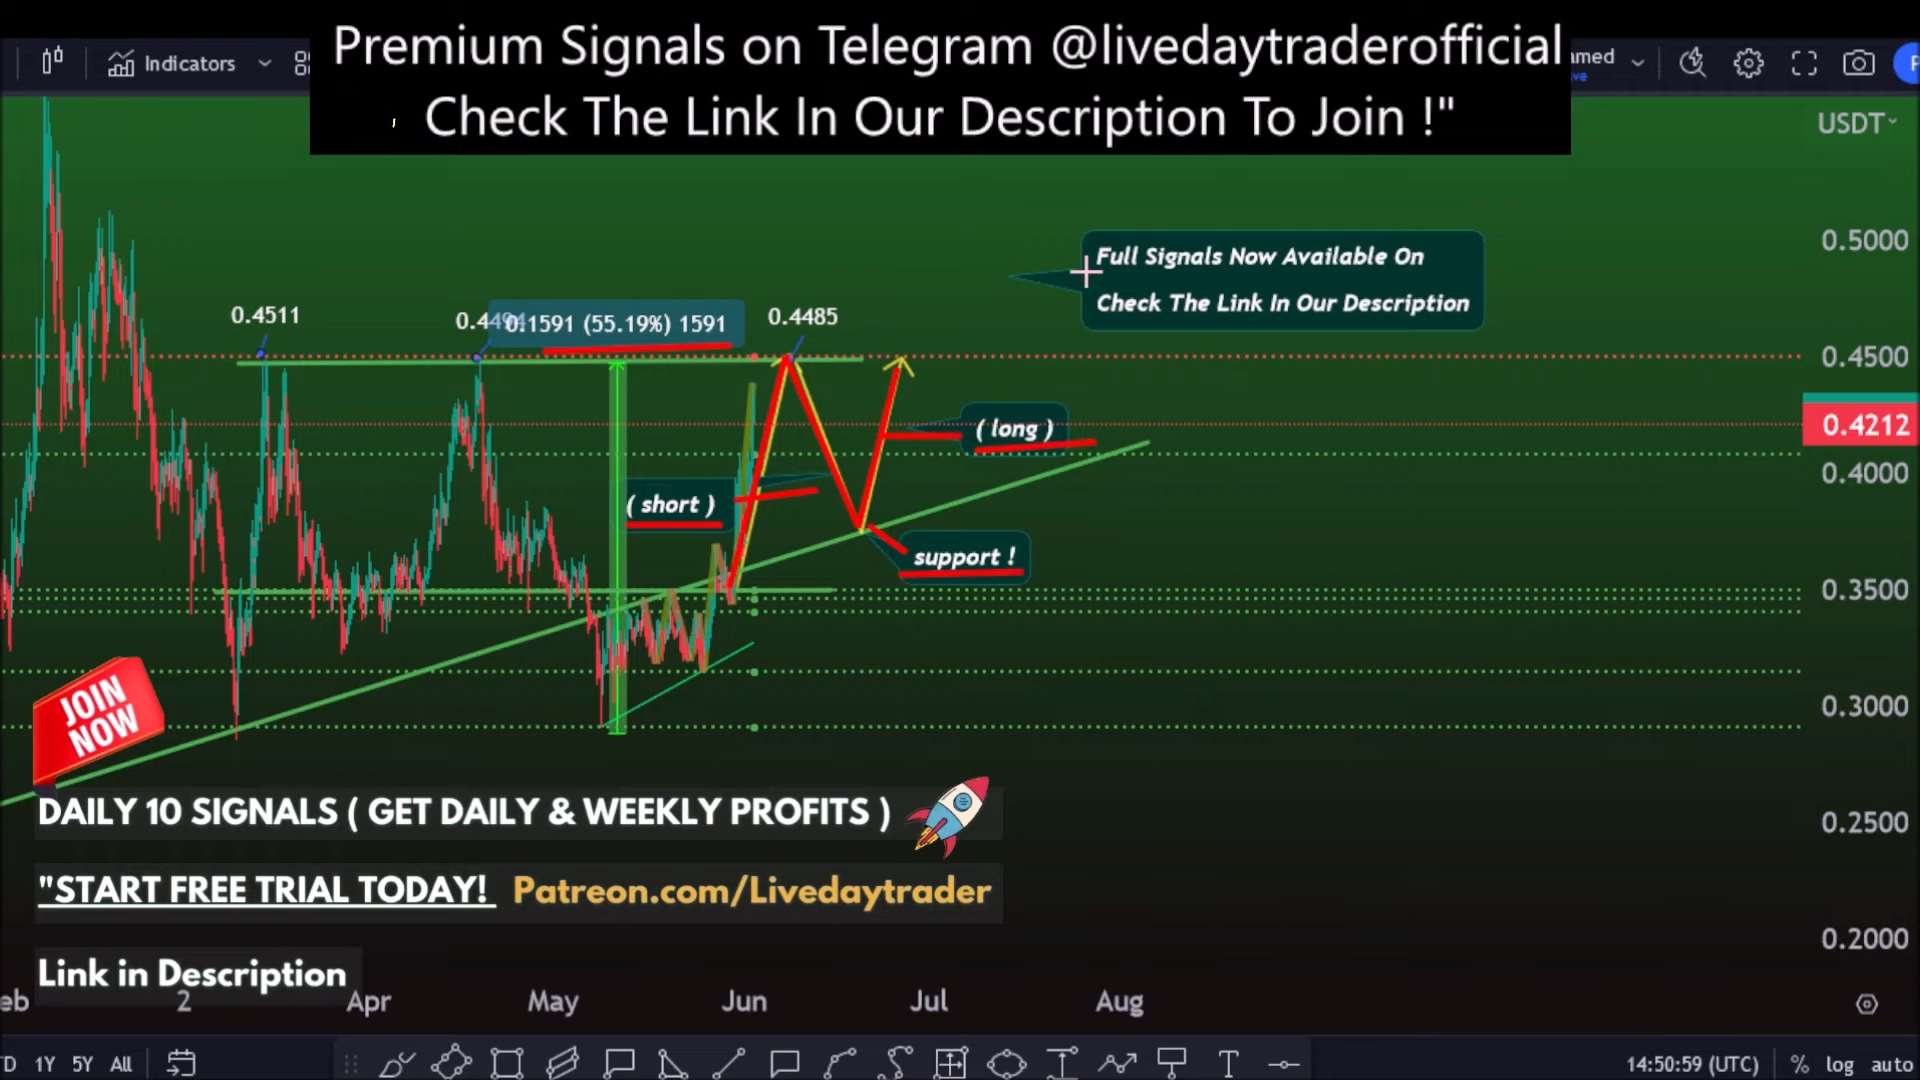 Premium Signals on Telegram @livedaytraderofficial
Check The Link In Our Description To Join !"
Indicators
USDT
Full Signals Now Available On
Check The Link In Our Description
0.5000
0.4511
0.1591 (55.19%) 1591
0.4485
0.4500
( long )
0.4212
0.4000
( short )
support !
0.3500
0.3000
JOIN
NOW
DAILY 10 SIGNALS ( GET DAILY & WEEKLY PROFITS )
0.2500
"START FREE TRIAL TODAY! Patreon.com/Livedaytrader
0.2000
Link in Description
2 Apr May Jun Jul Aug
1Y 5Y All
14:50:59 (UTC) % log auto